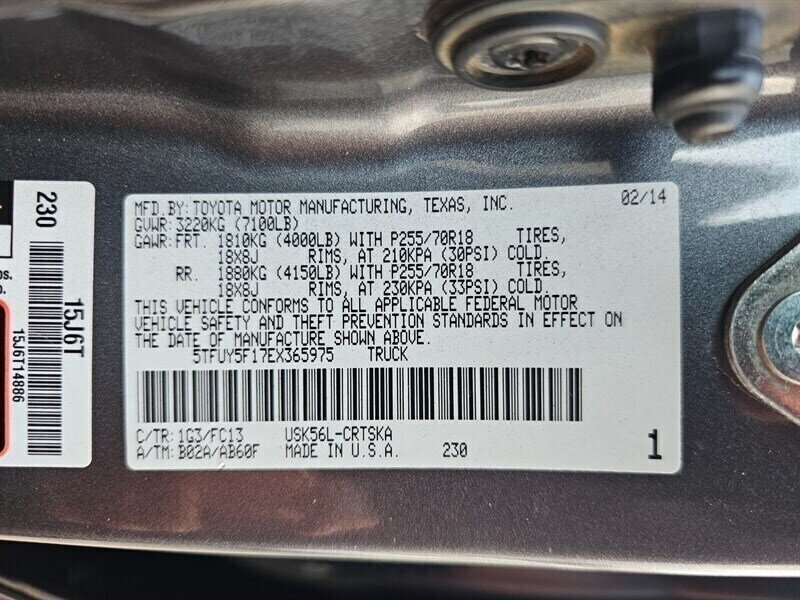 MFD.BY: TOYOTA MOTOR MANUFACTURING, TEXAS, INC. 02/14
GVWR: 3220KG (7100LB)
GAWR: FRT. 1810KG (4000LB) WITH P255/70R18 TIRES,
18X8J RIMS, AT 210KPA (30PSI) COLD.
RR. 1880KG (4150LB) WITH P255/70R18 TIRES,
18X8J RIMS, AT 230KPA (33PSI) COLD.
THIS VEHICLE CONFORMS TO ALL APPLICABLE FEDERAL MOTOR
VEHICLE SAFETY AND THEFT PREVENTION STANDARDS IN EFFECT ON
THE DATE OF MANUFACTURE SHOWN ABOVE.
5TFUY5F17EX365975 TRUCK
C/TR: 1G3/FC13 USK56L-CRTSKA
A/TM: B02A/AB60F MADE IN U.S.A. 230 1
230
15J6T
15J6T14886